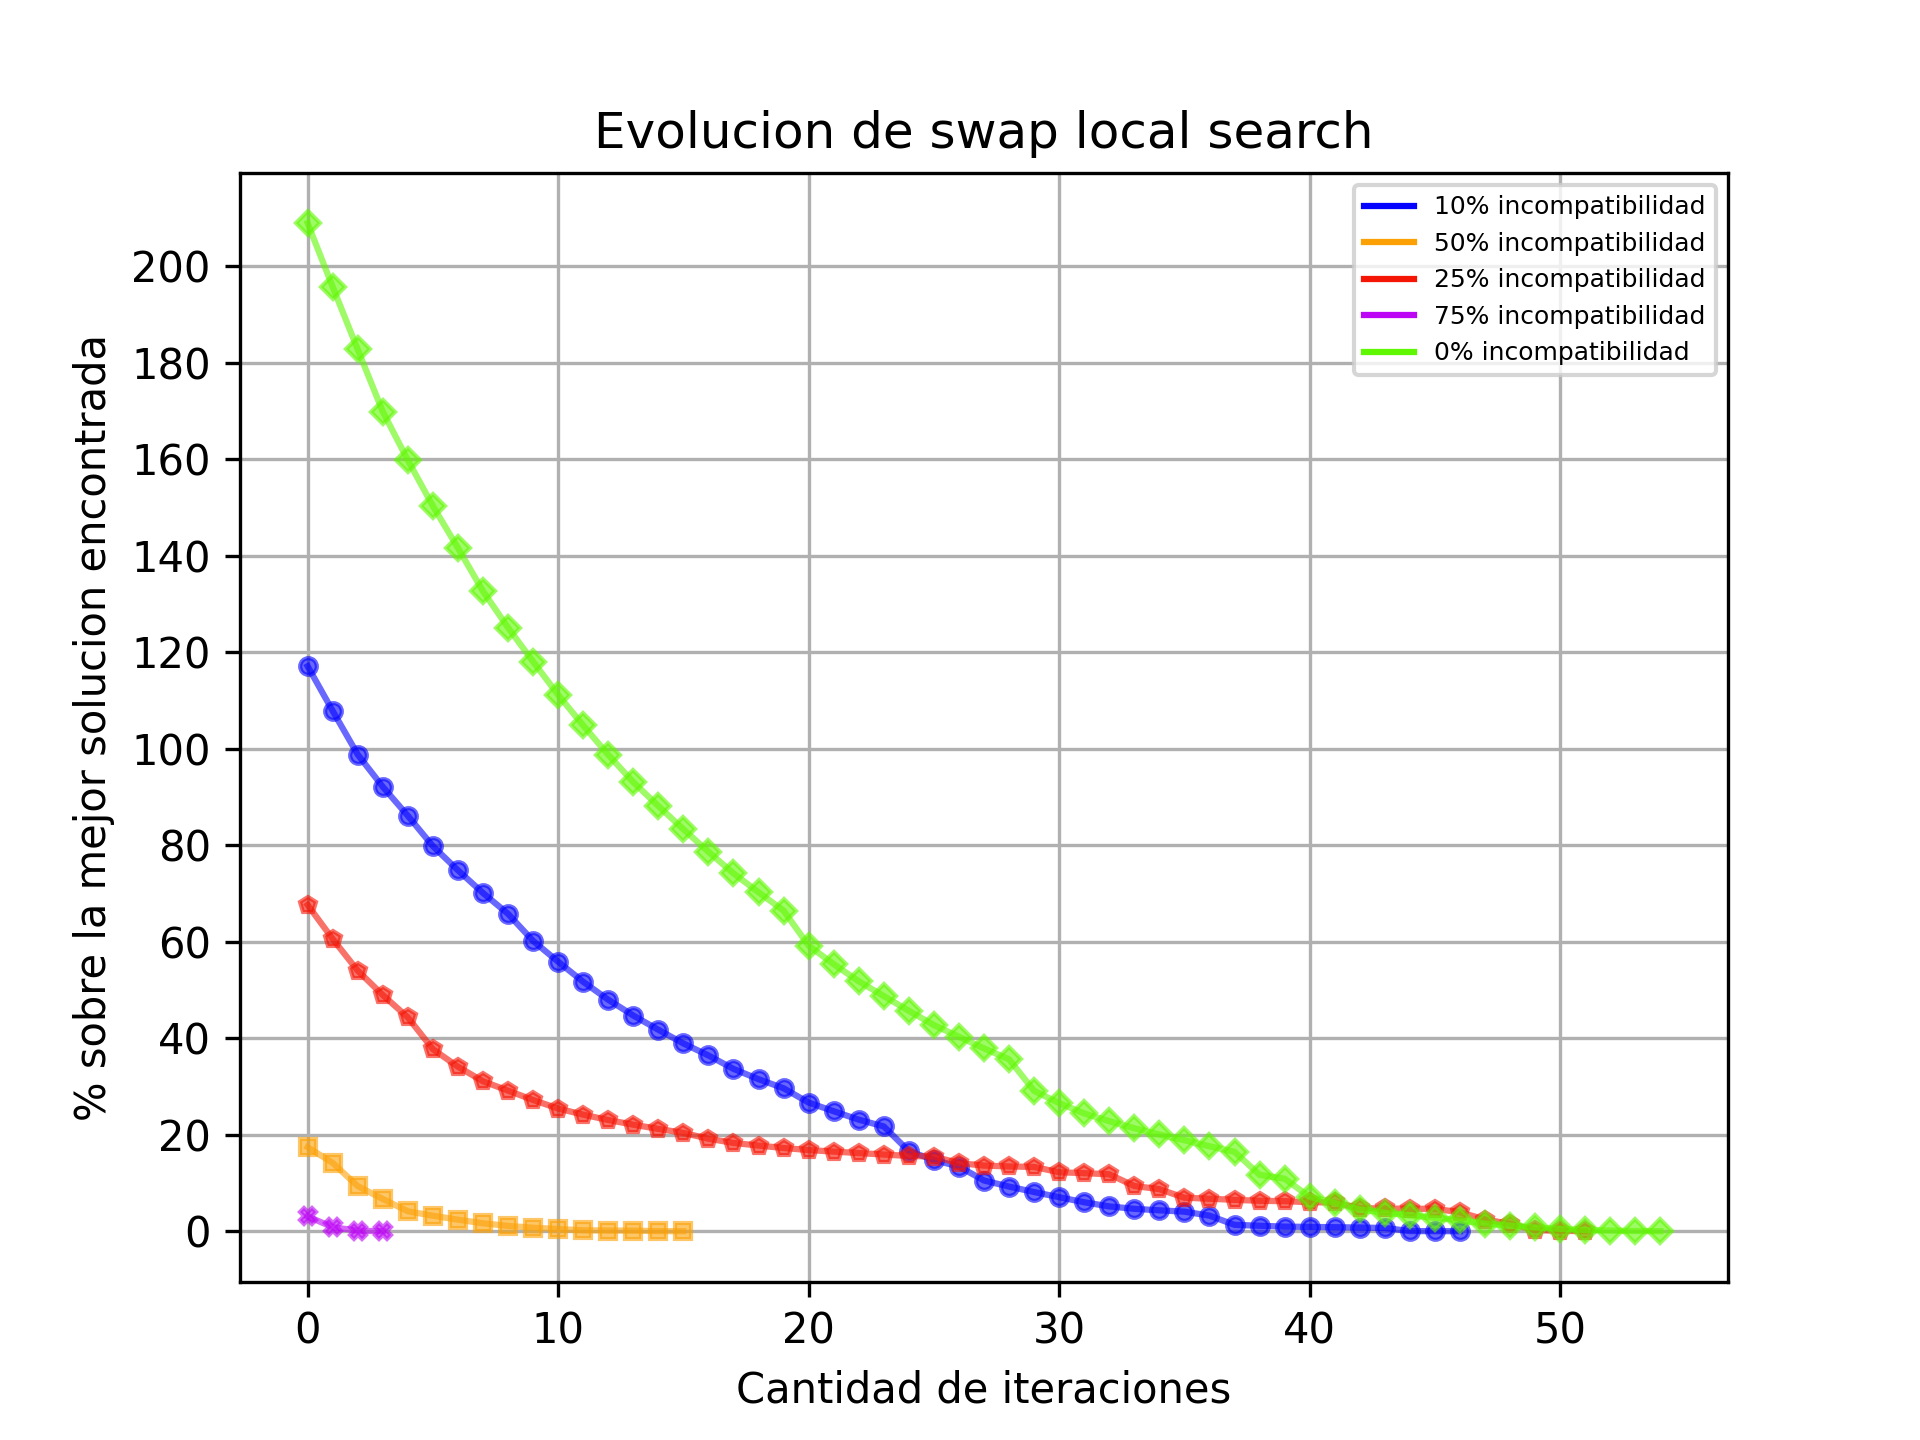 Evolucion de swap local search
10% incompatibilidad
50% incompatibilidad
25% incompatibilidad
75% incompatibilidad
0% incompatibilidad
% sobre la mejor solucion encontrada
200
180
160
140
120
100
80
60
40
20
0
0 10 20 30 40 50
Cantidad de iteraciones